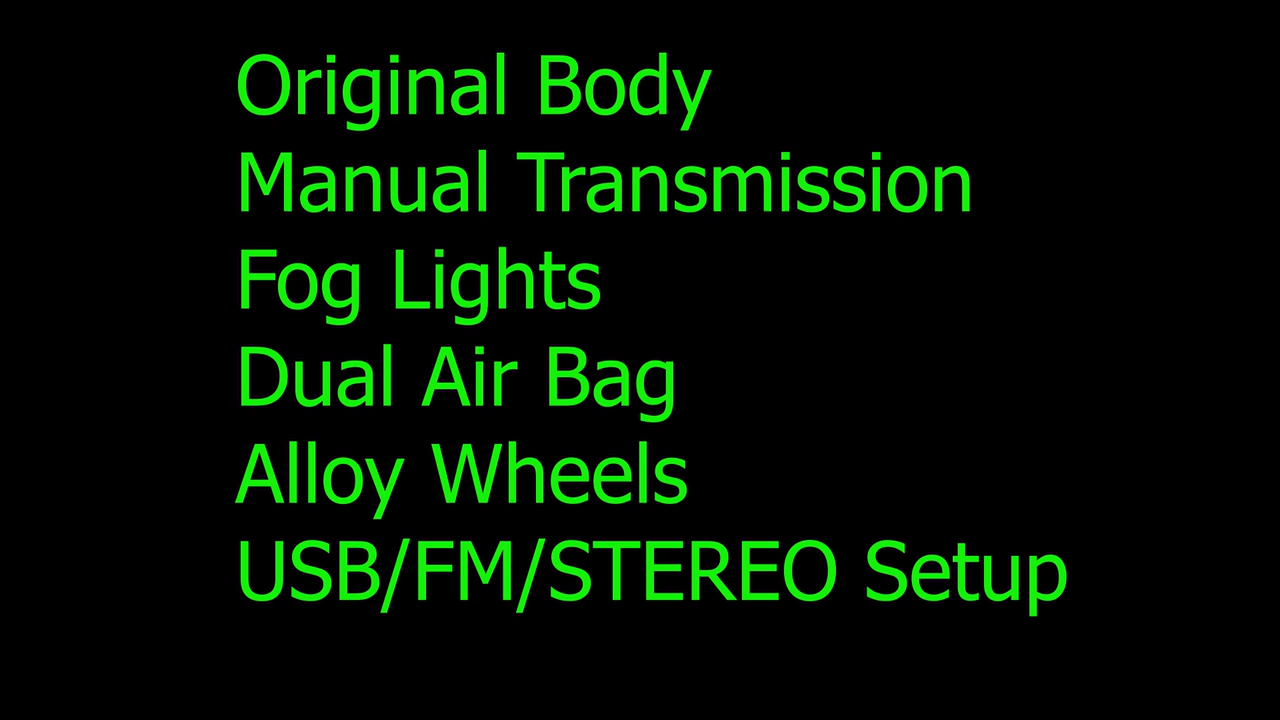 Original Body
Manual Transmission
Fog Lights
Dual Air Bag
Alloy Wheels
USB/FM/STEREO Setup